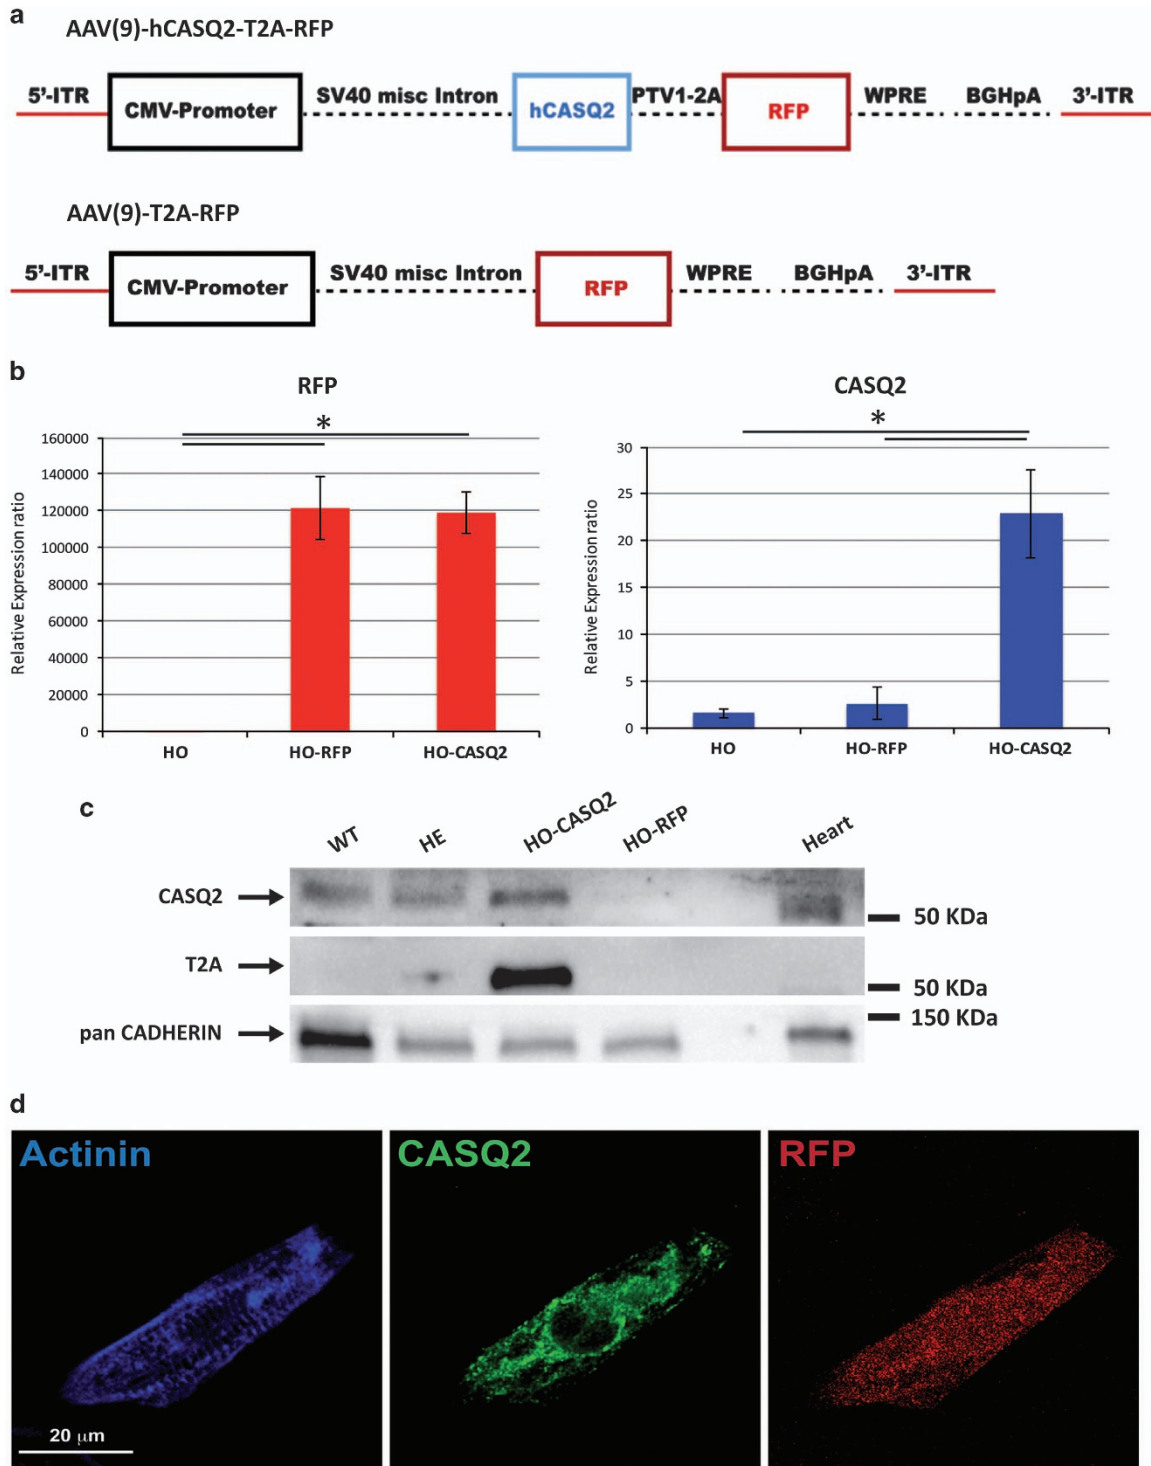 a
AAV(9)-hCASQ2-T2A-RFP
5'-ITR CMV-Promoter SV40 misc Intron hCASQ2 PTV1-2A RFP WPRE BGHpA 3'-ITR
AAV(9)-T2A-RFP
5'-ITR CMV-Promoter SV40 misc Intron RFP WPRE BGHpA 3'-ITR
b
RFP
*
Relative Expression ratio
160000
140000
120000
100000
80000
60000
40000
20000
0
HO HO-RFP HO-CASQ2
CASQ2
*
Relative Expression ratio
30
25
20
15
10
5
0
HO HO-RFP HO-CASQ2
c
WT HE HO-CASQ2 HO-RFP Heart
CASQ2
50 KDa
T2A
50 KDa
150 KDa
pan CADHERIN
d
Actinin CASQ2 RFP
20 μm